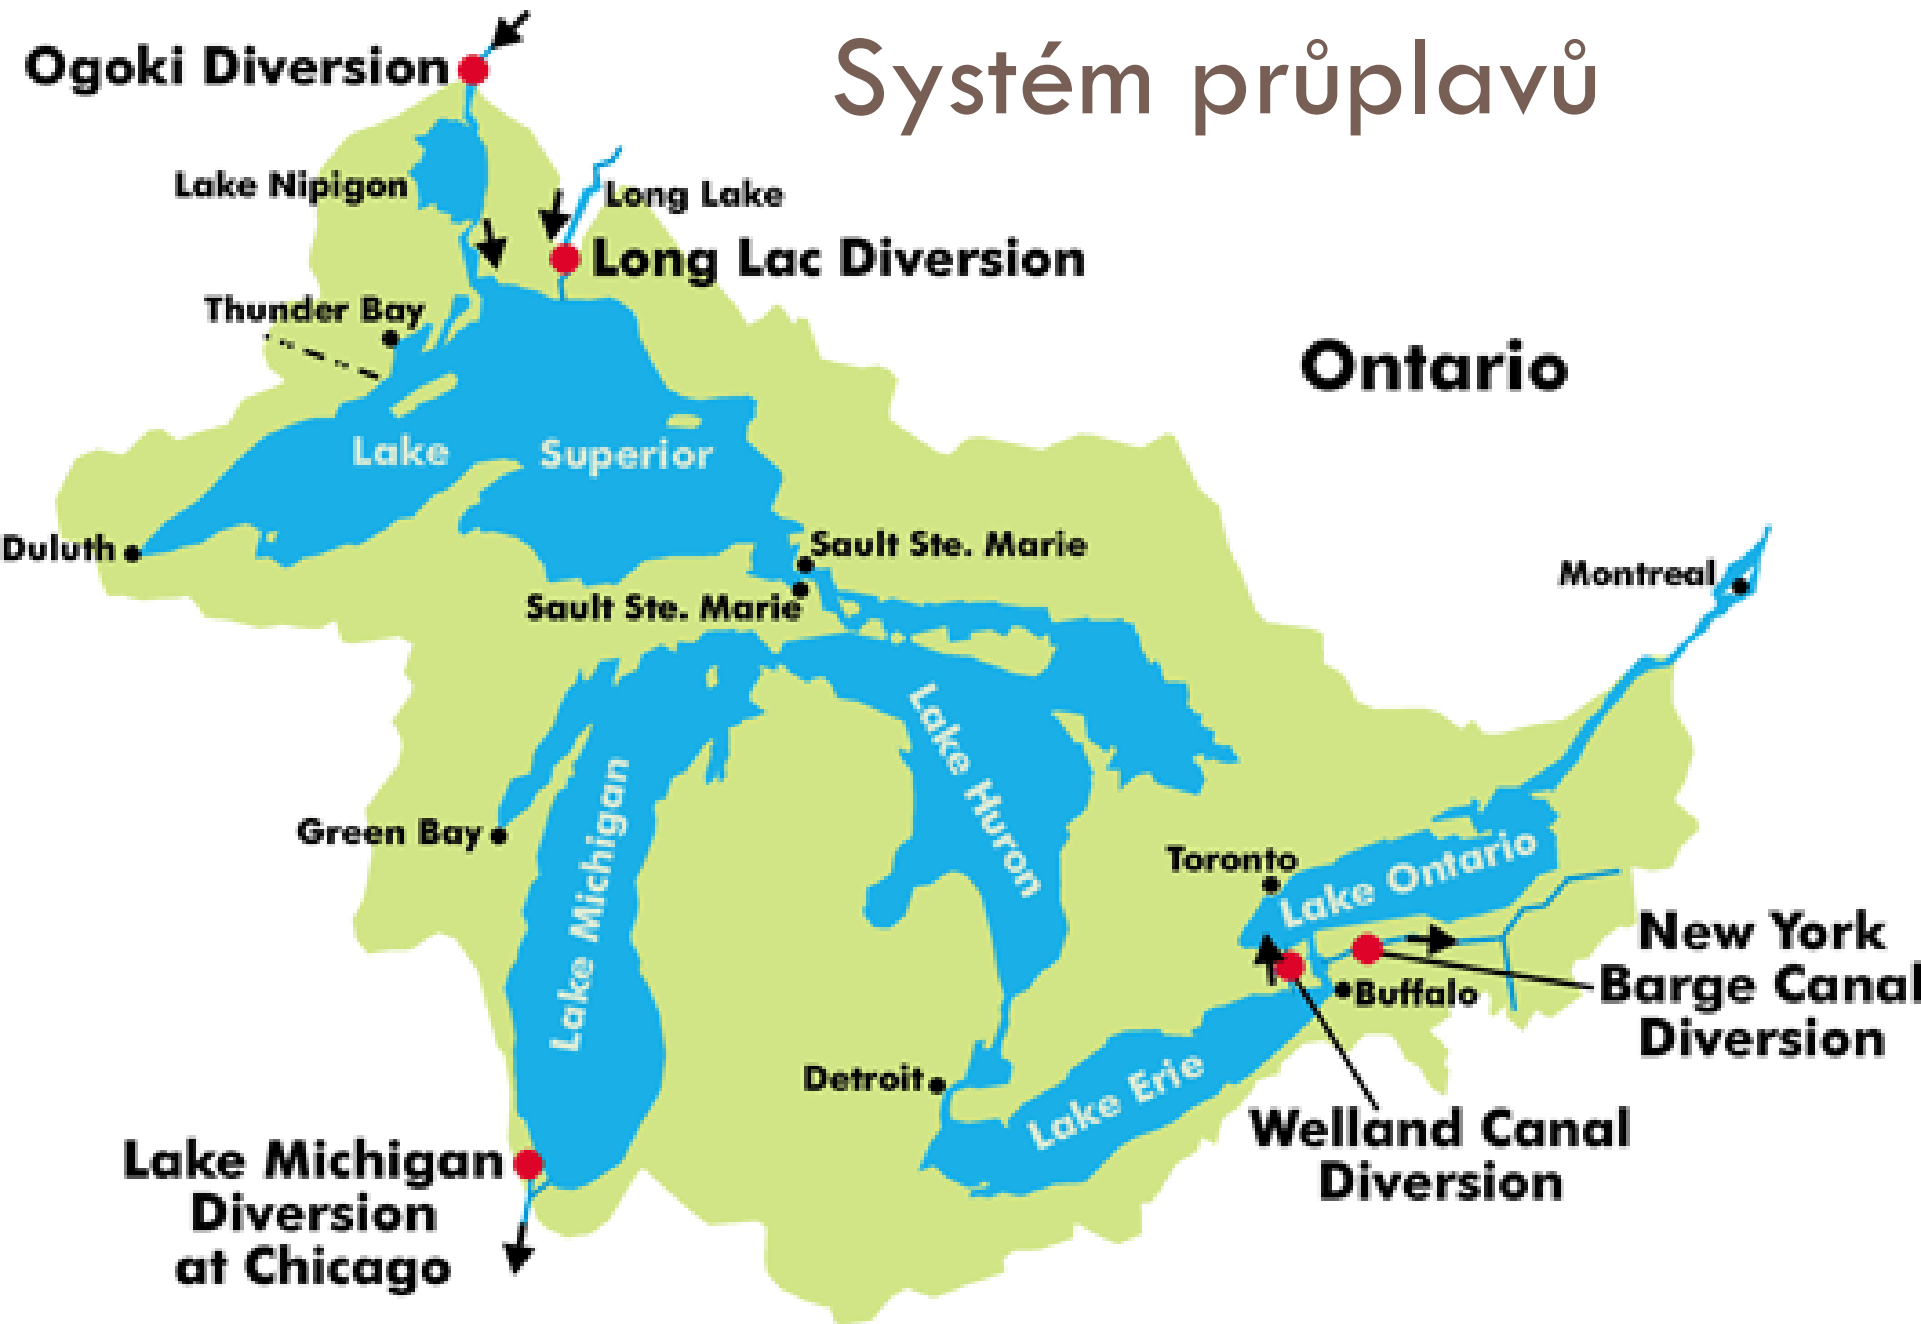 Systém průplavů
Ogoki Diversion
Lake Nipigon
Long Lake
Long Lac Diversion
Thunder Bay
Ontario
Lake Superior
Duluth
Sault Ste. Marie
Sault Ste. Marie
Montreal
Lake Huron
Lake Michigan
Green Bay
Toronto
Lake Ontario
New York
Barge Canal
Diversion
Buffalo
Detroit
Lake Erie
Welland Canal
Diversion
Lake Michigan
Diversion
at Chicago